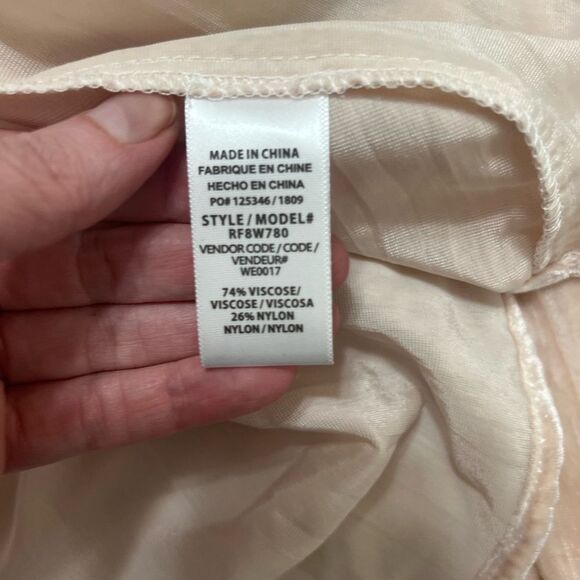 MADE IN CHINA
FABRIQUE EN CHINE
HECHO EN CHINA
PO# 125346 / 1809
STYLE / MODEL#
RF8W780
VENDOR CODE / CODE /
VENDEUR#
WE0017
74% VISCOSE/
VISCOSE / VISCOSA
26% NYLON
NYLON / NYLON